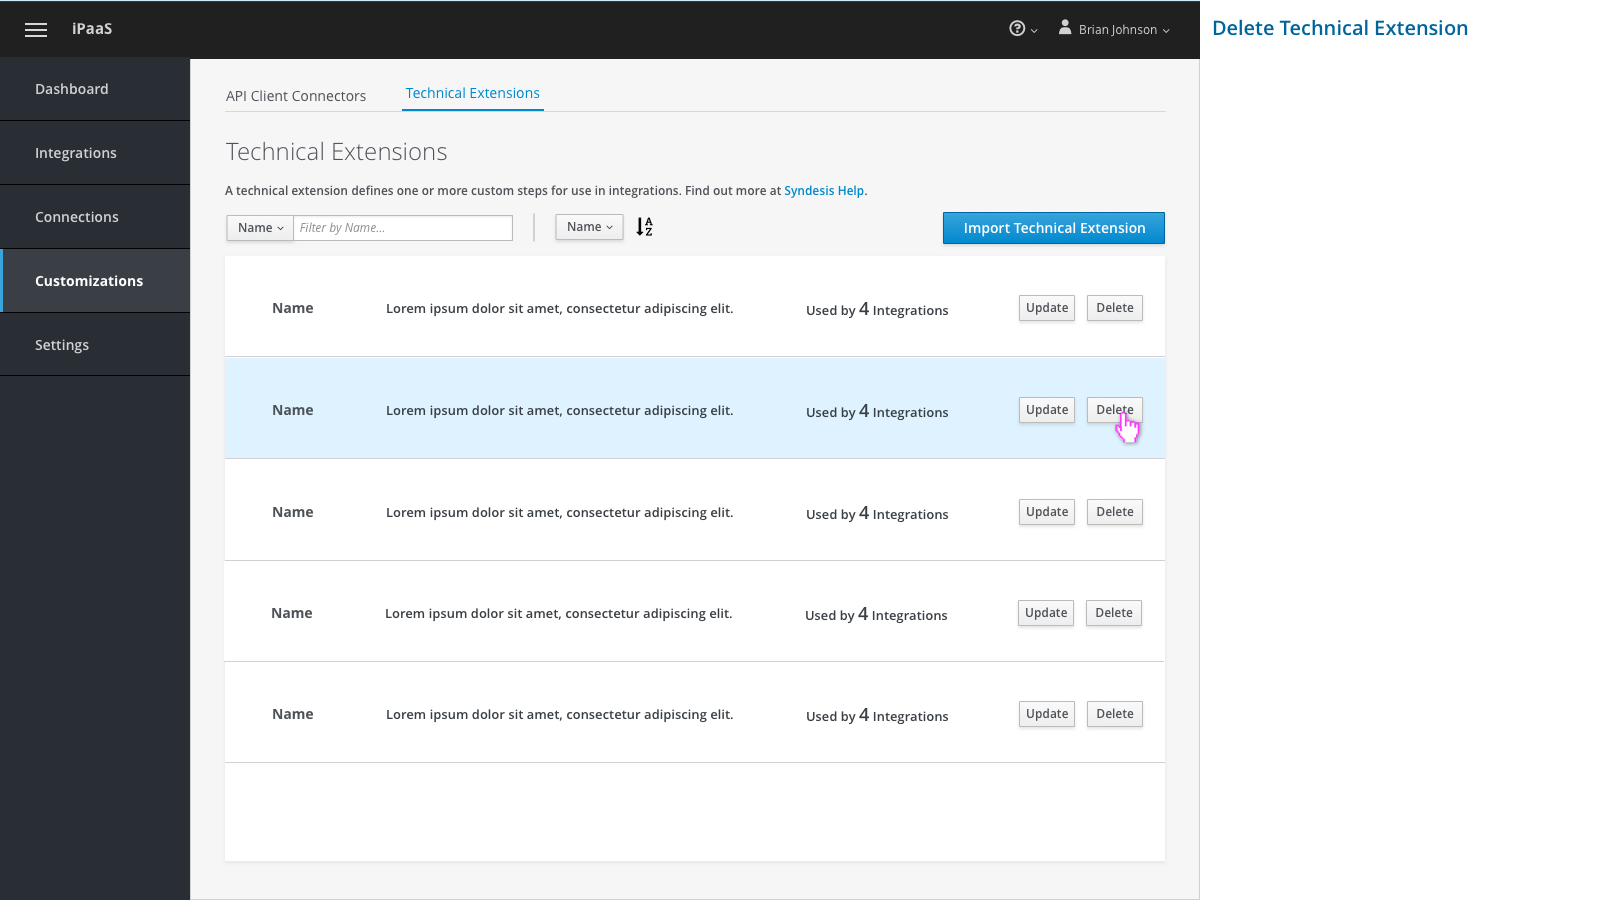 iPaaS
Brian Johnson
Delete Technical Extension
Dashboard
Integrations
Connections
Customizations
Settings
API Client Connectors
Technical Extensions
Technical Extensions
A technical extension defines one or more custom steps for use in integrations. Find out more at Syndesis Help.
Name
Filter by Name...
Name
A
Z
Import Technical Extension
Name Lorem ipsum dolor sit amet, consectetur adipiscing elit. Used by 4 Integrations Update Delete
Name Lorem ipsum dolor sit amet, consectetur adipiscing elit. Used by 4 Integrations Update Delete
Name Lorem ipsum dolor sit amet, consectetur adipiscing elit. Used by 4 Integrations Update Delete
Name Lorem ipsum dolor sit amet, consectetur adipiscing elit. Used by 4 Integrations Update Delete
Name Lorem ipsum dolor sit amet, consectetur adipiscing elit. Used by 4 Integrations Update Delete